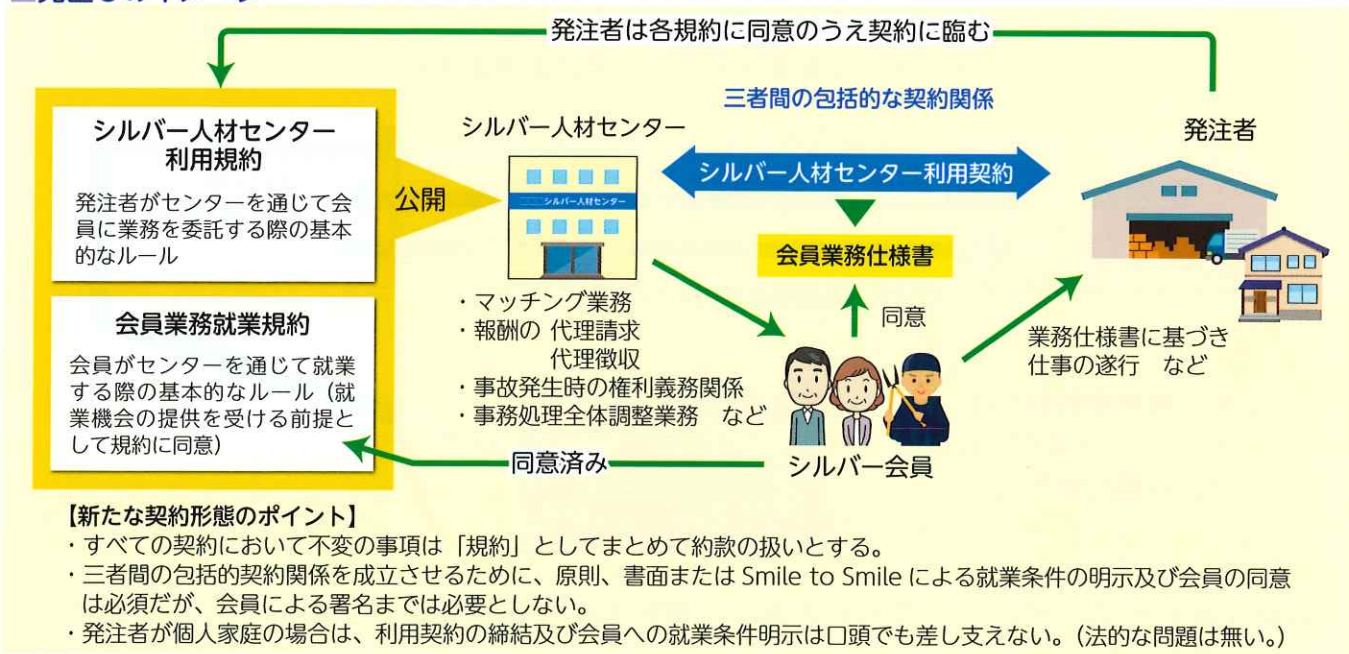 発注者は各規約に同意のうえ契約に臨む
シルバー人材センター
利用規約
発注者がセンターを通じて会
員に業務を委託する際の基本
的なルール
会員業務就業規約
会員がセンターを通じて就業
する際の基本的なルール（就
業機会の提供を受ける前提と
して規約に同意）
公開
シルバー人材センター
シルバー人材センター
・マッチング業務
・報酬の 代理請求
代理徴収
・事故発生時の権利義務関係
・事務処理全体調整業務　など
三者間の包括的な契約関係
シルバー人材センター利用契約
会員業務仕様書
同意
シルバー会員
発注者
業務仕様書に基づき
仕事の遂行　など
同意済み
【新たな契約形態のポイント】
・すべての契約において不変の事項は「規約」としてまとめて約款の扱いとする。
・三者間の包括的契約関係を成立させるために、原則、書面または Smile to Smile による就業条件の明示及び会員の同意
は必須だが、会員による署名までは必要としない。
・発注者が個人家庭の場合は、利用契約の締結及び会員への就業条件明示は口頭でも差し支えない。（法的な問題は無い。）